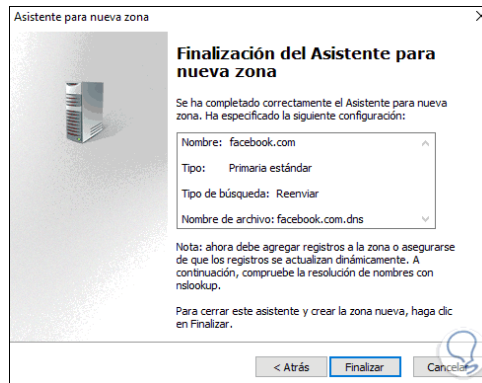 Asistente para nueva zona
Finalización del Asistente para
nueva zona
Se ha completado correctamente el Asistente para nueva
zona. Ha especificado la siguiente configuración:
Nombre: facebook.com
Tipo: Primaria estándar
Tipo de búsqueda: Reenviar
Nombre de archivo: facebook.com.dns
Nota: ahora debe agregar registros a la zona o asegurarse
de que los registros se actualizan dinámicamente. A
continuación, compruebe la resolución de nombres con
nslookup.
Para cerrar este asistente y crear la zona nueva, haga clic
en Finalizar.
< Atrás Finalizar Cancelar